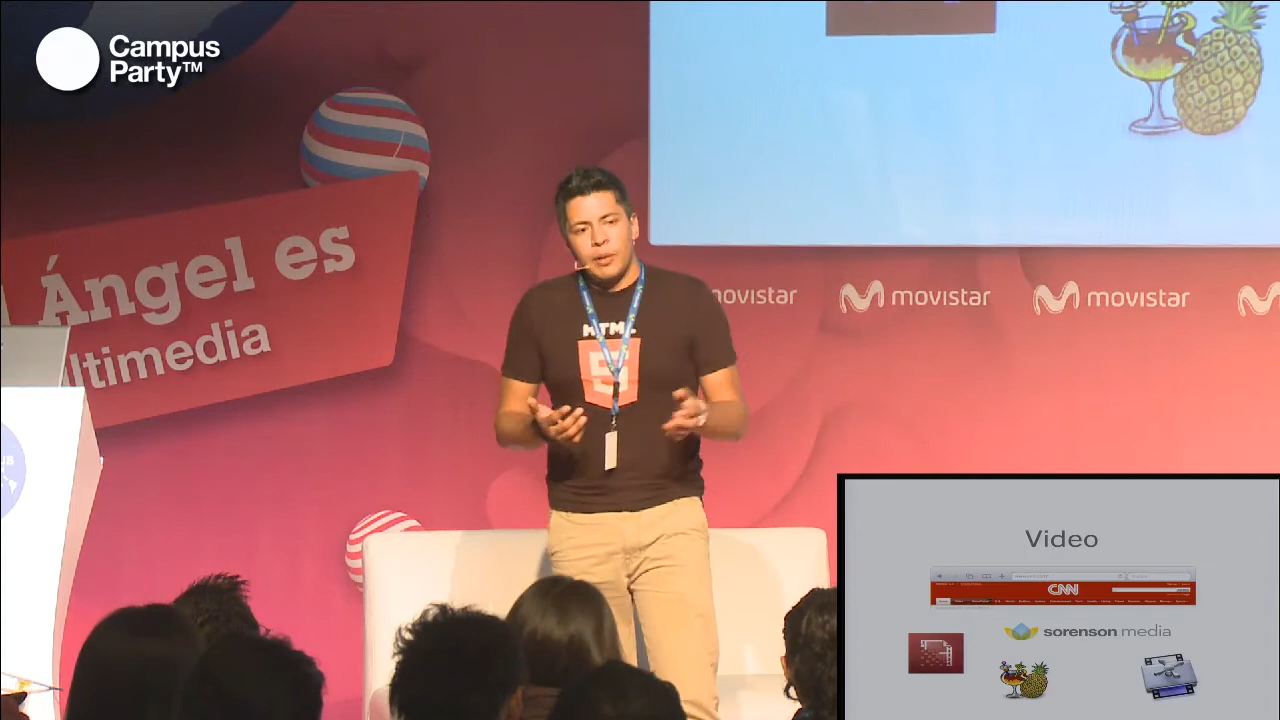 Campus
Party™
Ángel es
ltimedia
movistar
movistar
movistar
HTML
5
Video
CNN
sorenson media